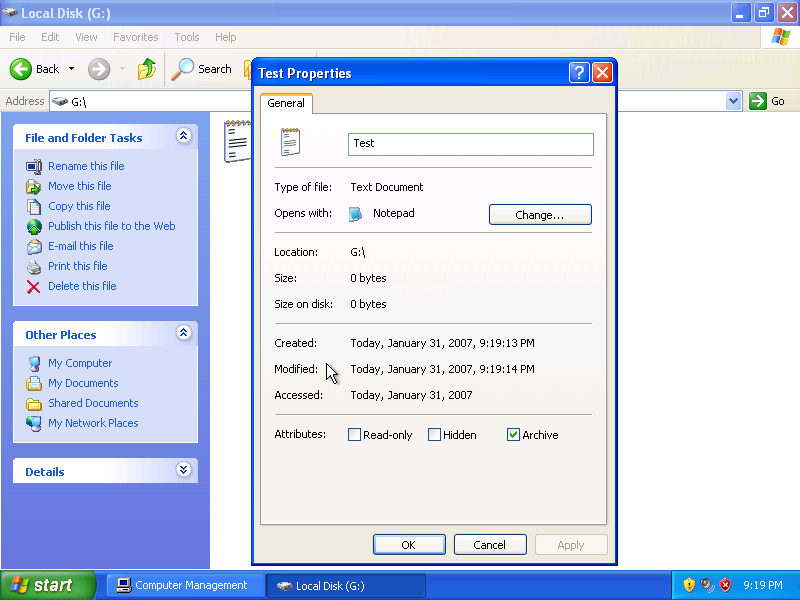 Local Disk (G:)
File Edit View Favorites Tools Help
Back Search
Address G:\ Go
File and Folder Tasks
Rename this file
Move this file
Copy this file
Publish this file to the Web
E-mail this file
Print this file
Delete this file
Other Places
My Computer
My Documents
Shared Documents
My Network Places
Details
Test Properties
General
Test
Type of file: Text Document
Opens with: Notepad Change...
Location: G:\
Size: 0 bytes
Size on disk: 0 bytes
Created: Today, January 31, 2007, 9:19:13 PM
Modified: Today, January 31, 2007, 9:19:14 PM
Accessed: Today, January 31, 2007
Attributes: Read-only Hidden Archive
OK Cancel Apply
start Computer Management Local Disk (G:) 9:19 PM